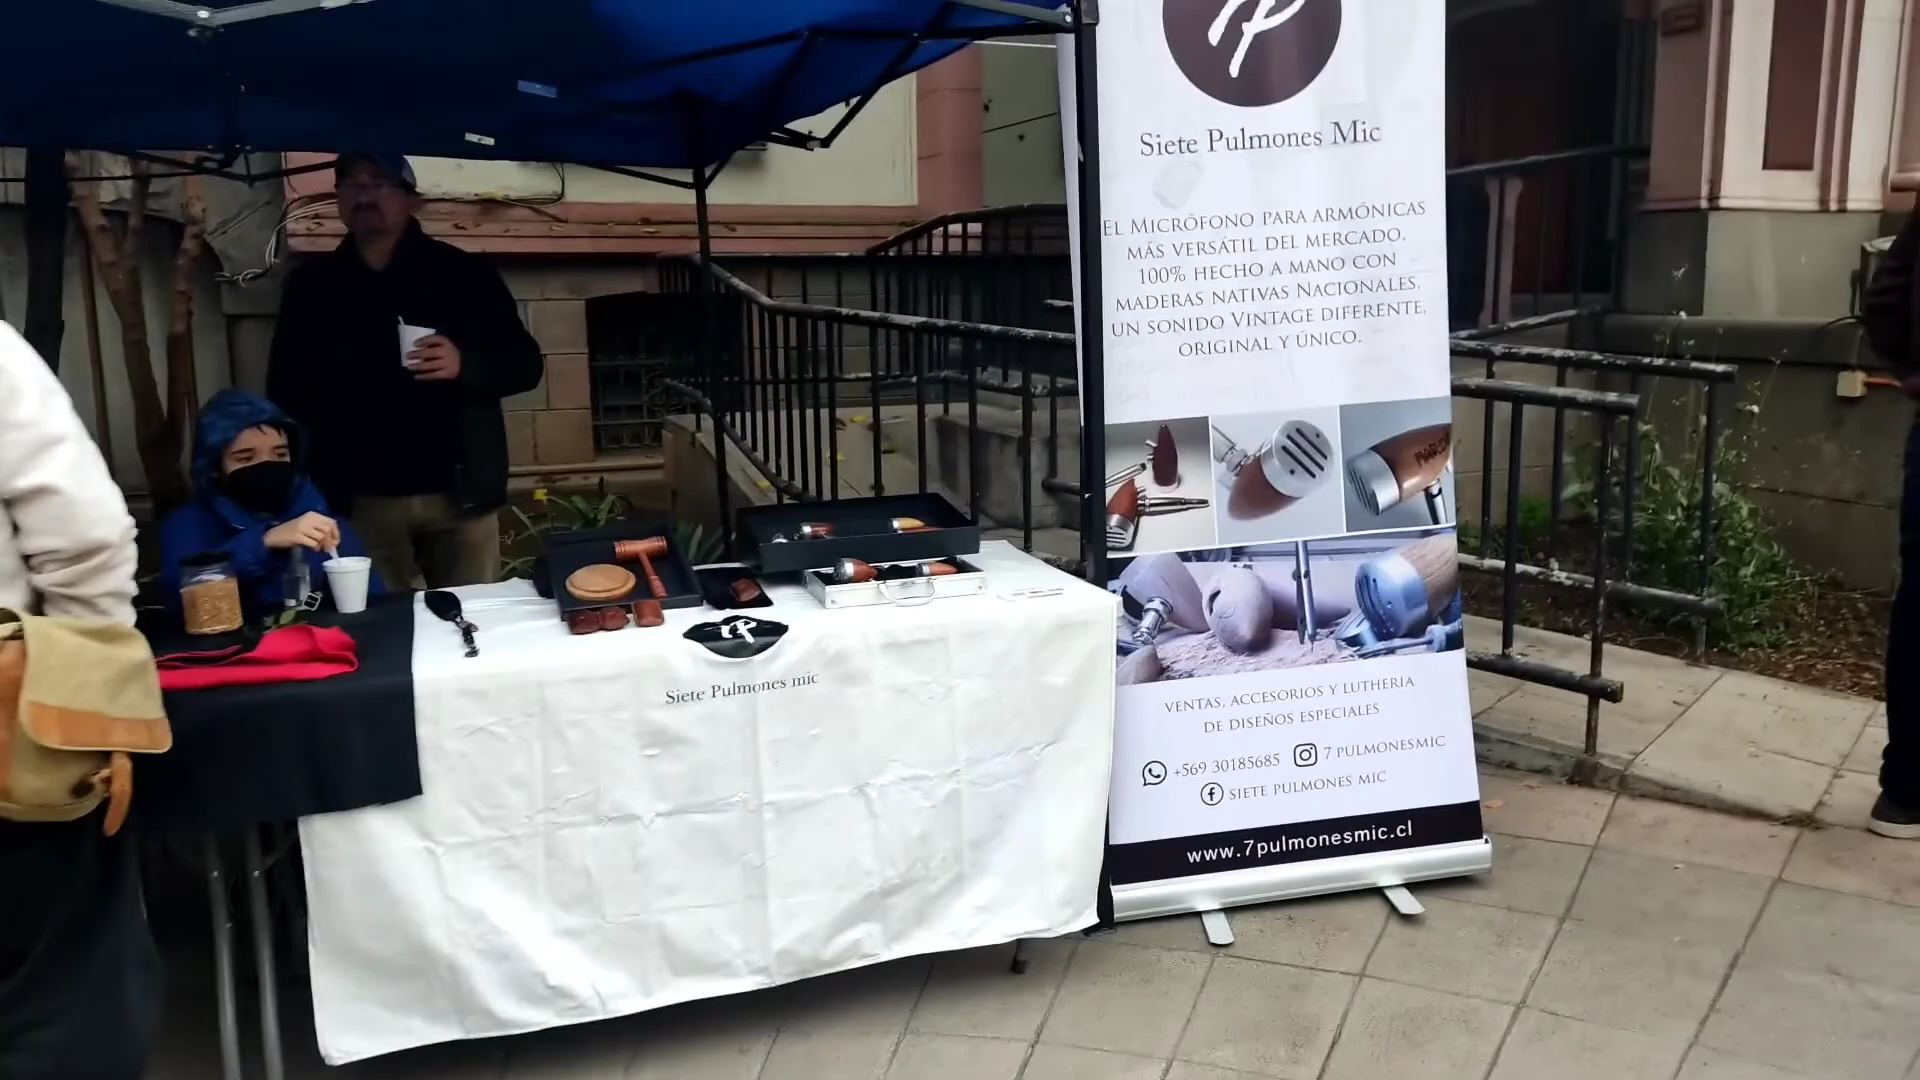 Siete Pulmones Mic
EL MICRÓFONO PARA ARMÓNICAS
MÁS VERSÁTIL DEL MERCADO.
100% HECHO A MANO CON
MADERAS NATIVAS NACIONALES,
UN SONIDO VINTAGE DIFERENTE,
ORIGINAL Y ÚNICO.
VENTAS, ACCESORIOS Y LUTHERIA
DE DISEÑOS ESPECIALES
+569 30185685 7 PULMONESMIC
SIETE PULMONES MIC
www.7pulmonesmic.cl
Siete Pulmones mic